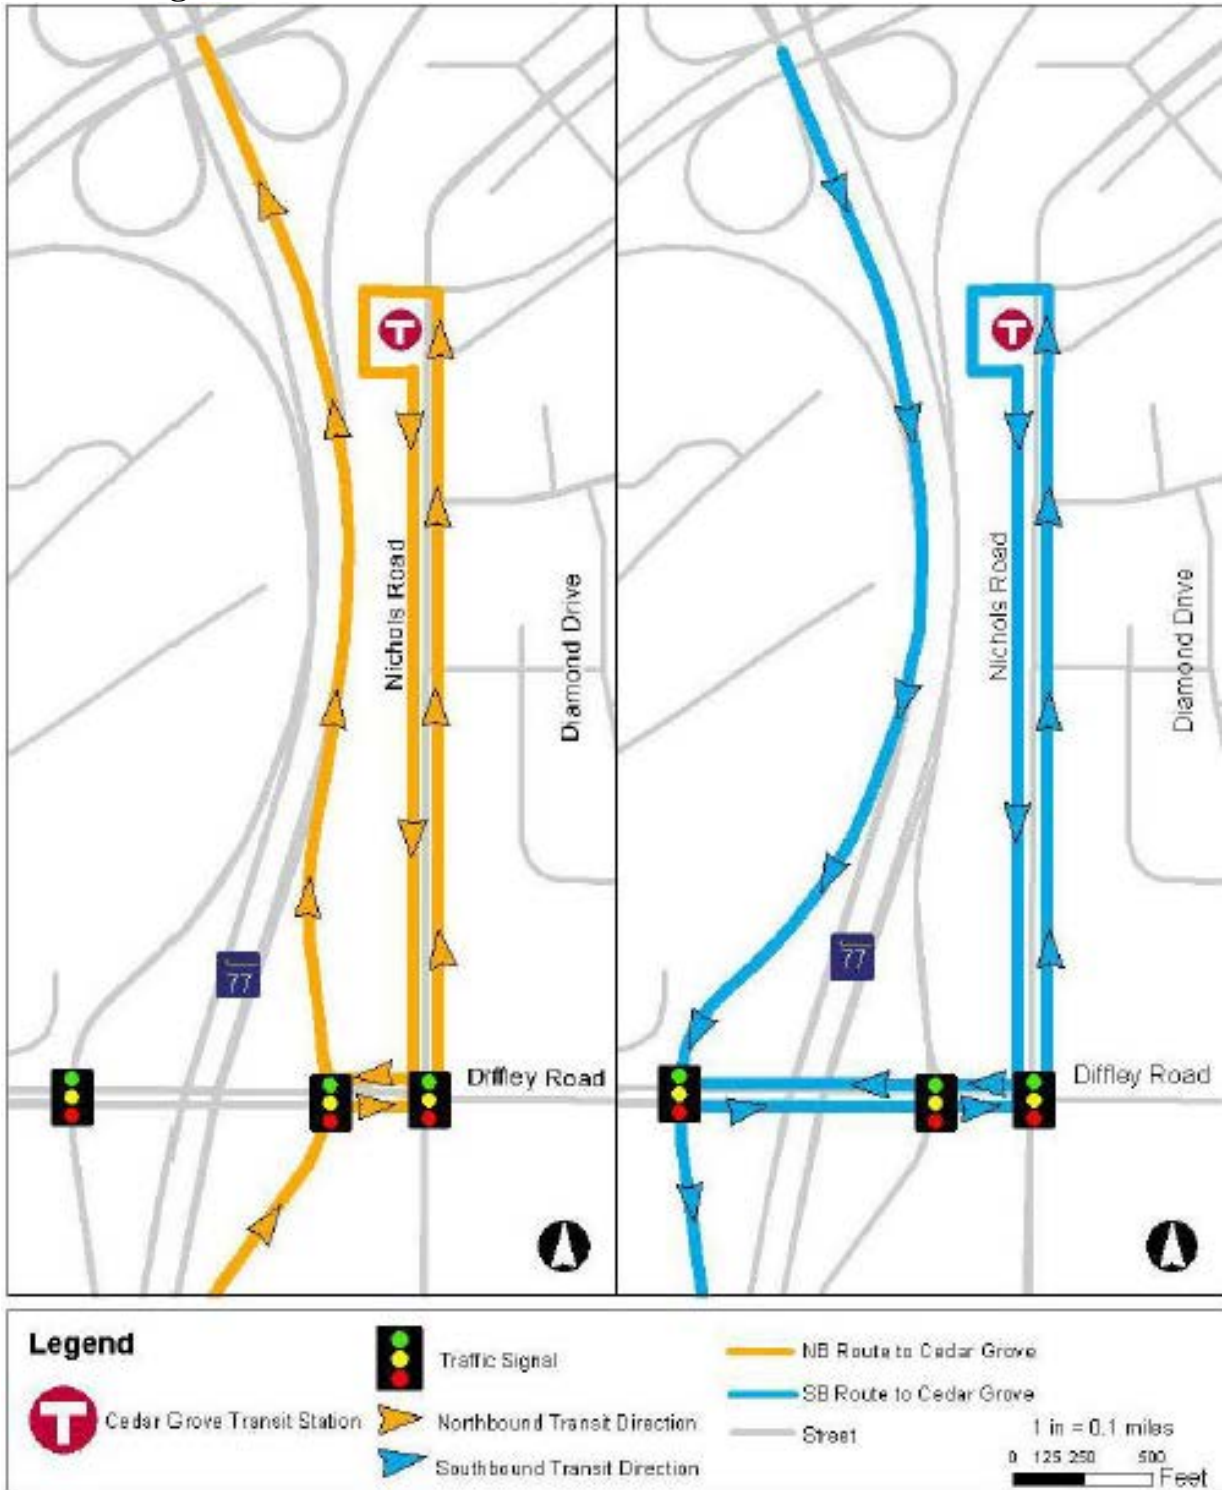 Nichols Road
Diamond Drive
77
Diffley Road
T
Nichols Road
Diamond Drive
77
Diffley Road
T
Legend
Traffic Signal
T Cedar Grove Transit Station
Northbound Transit Direction
Southbound Transit Direction
NB Route to Cedar Grove
SB Route to Cedar Grove
Street
1 in = 0.1 miles
0 125 250 500
Feet